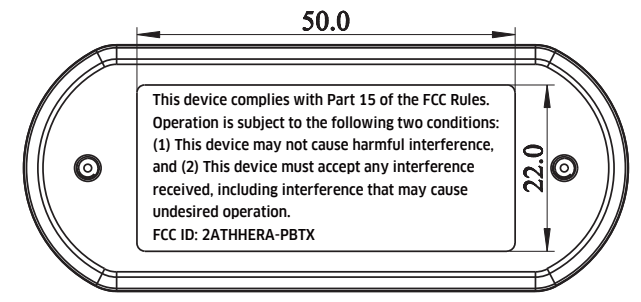 50.0
This device complies with Part 15 of the FCC Rules.
Operation is subject to the following two conditions:
(1) This device may not cause harmful interference,
and (2) This device must accept any interference
received, including interference that may cause
undesired operation.
FCC ID: 2ATHHERA-PBTX
22.0